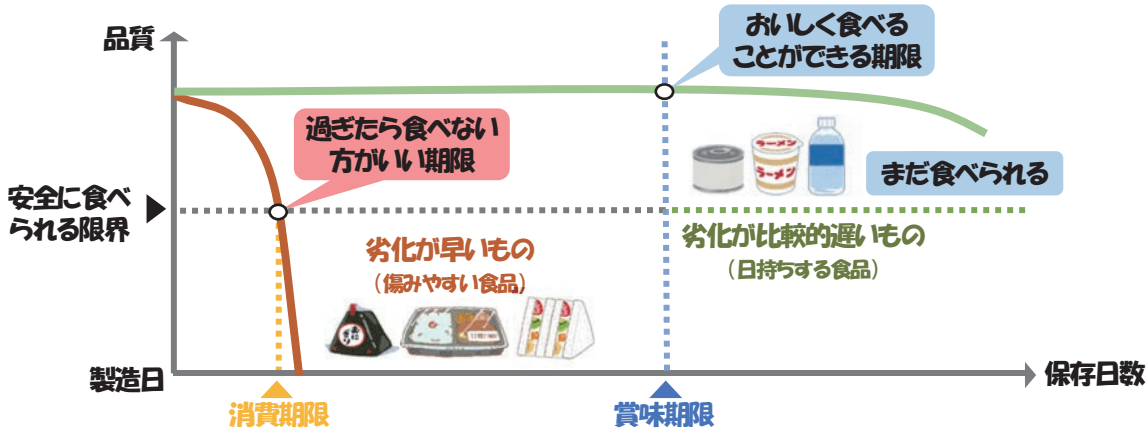 品質
おいしく食べる
ことができる期限
過ぎたら食べない
方がいい期限
ラーメン
ラーメン
まだ食べられる
安全に食べ
られる限界
劣化が早いもの
（傷みやすい食品）
劣化が比較的遅いもの
（日持ちする食品）
おにぎり
製造日
保存日数
消費期限
賞味期限